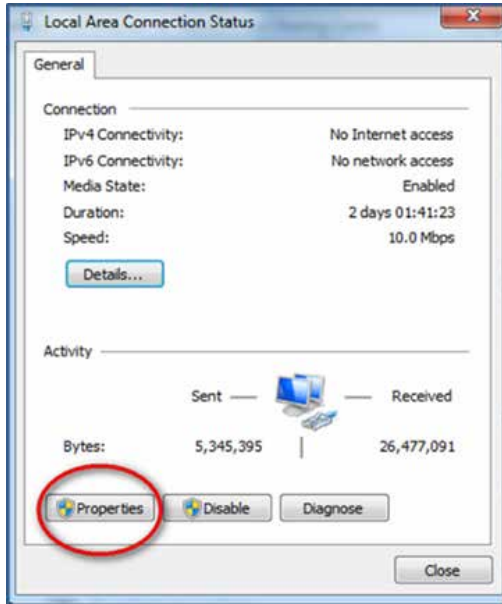 Local Area Connection Status
General
Connection
IPv4 Connectivity: No Internet access
IPv6 Connectivity: No network access
Media State: Enabled
Duration: 2 days 01:41:23
Speed: 10.0 Mbps
Details...
Activity
Sent Received
Bytes: 5,345,395 26,477,091
Properties Disable Diagnose
Close